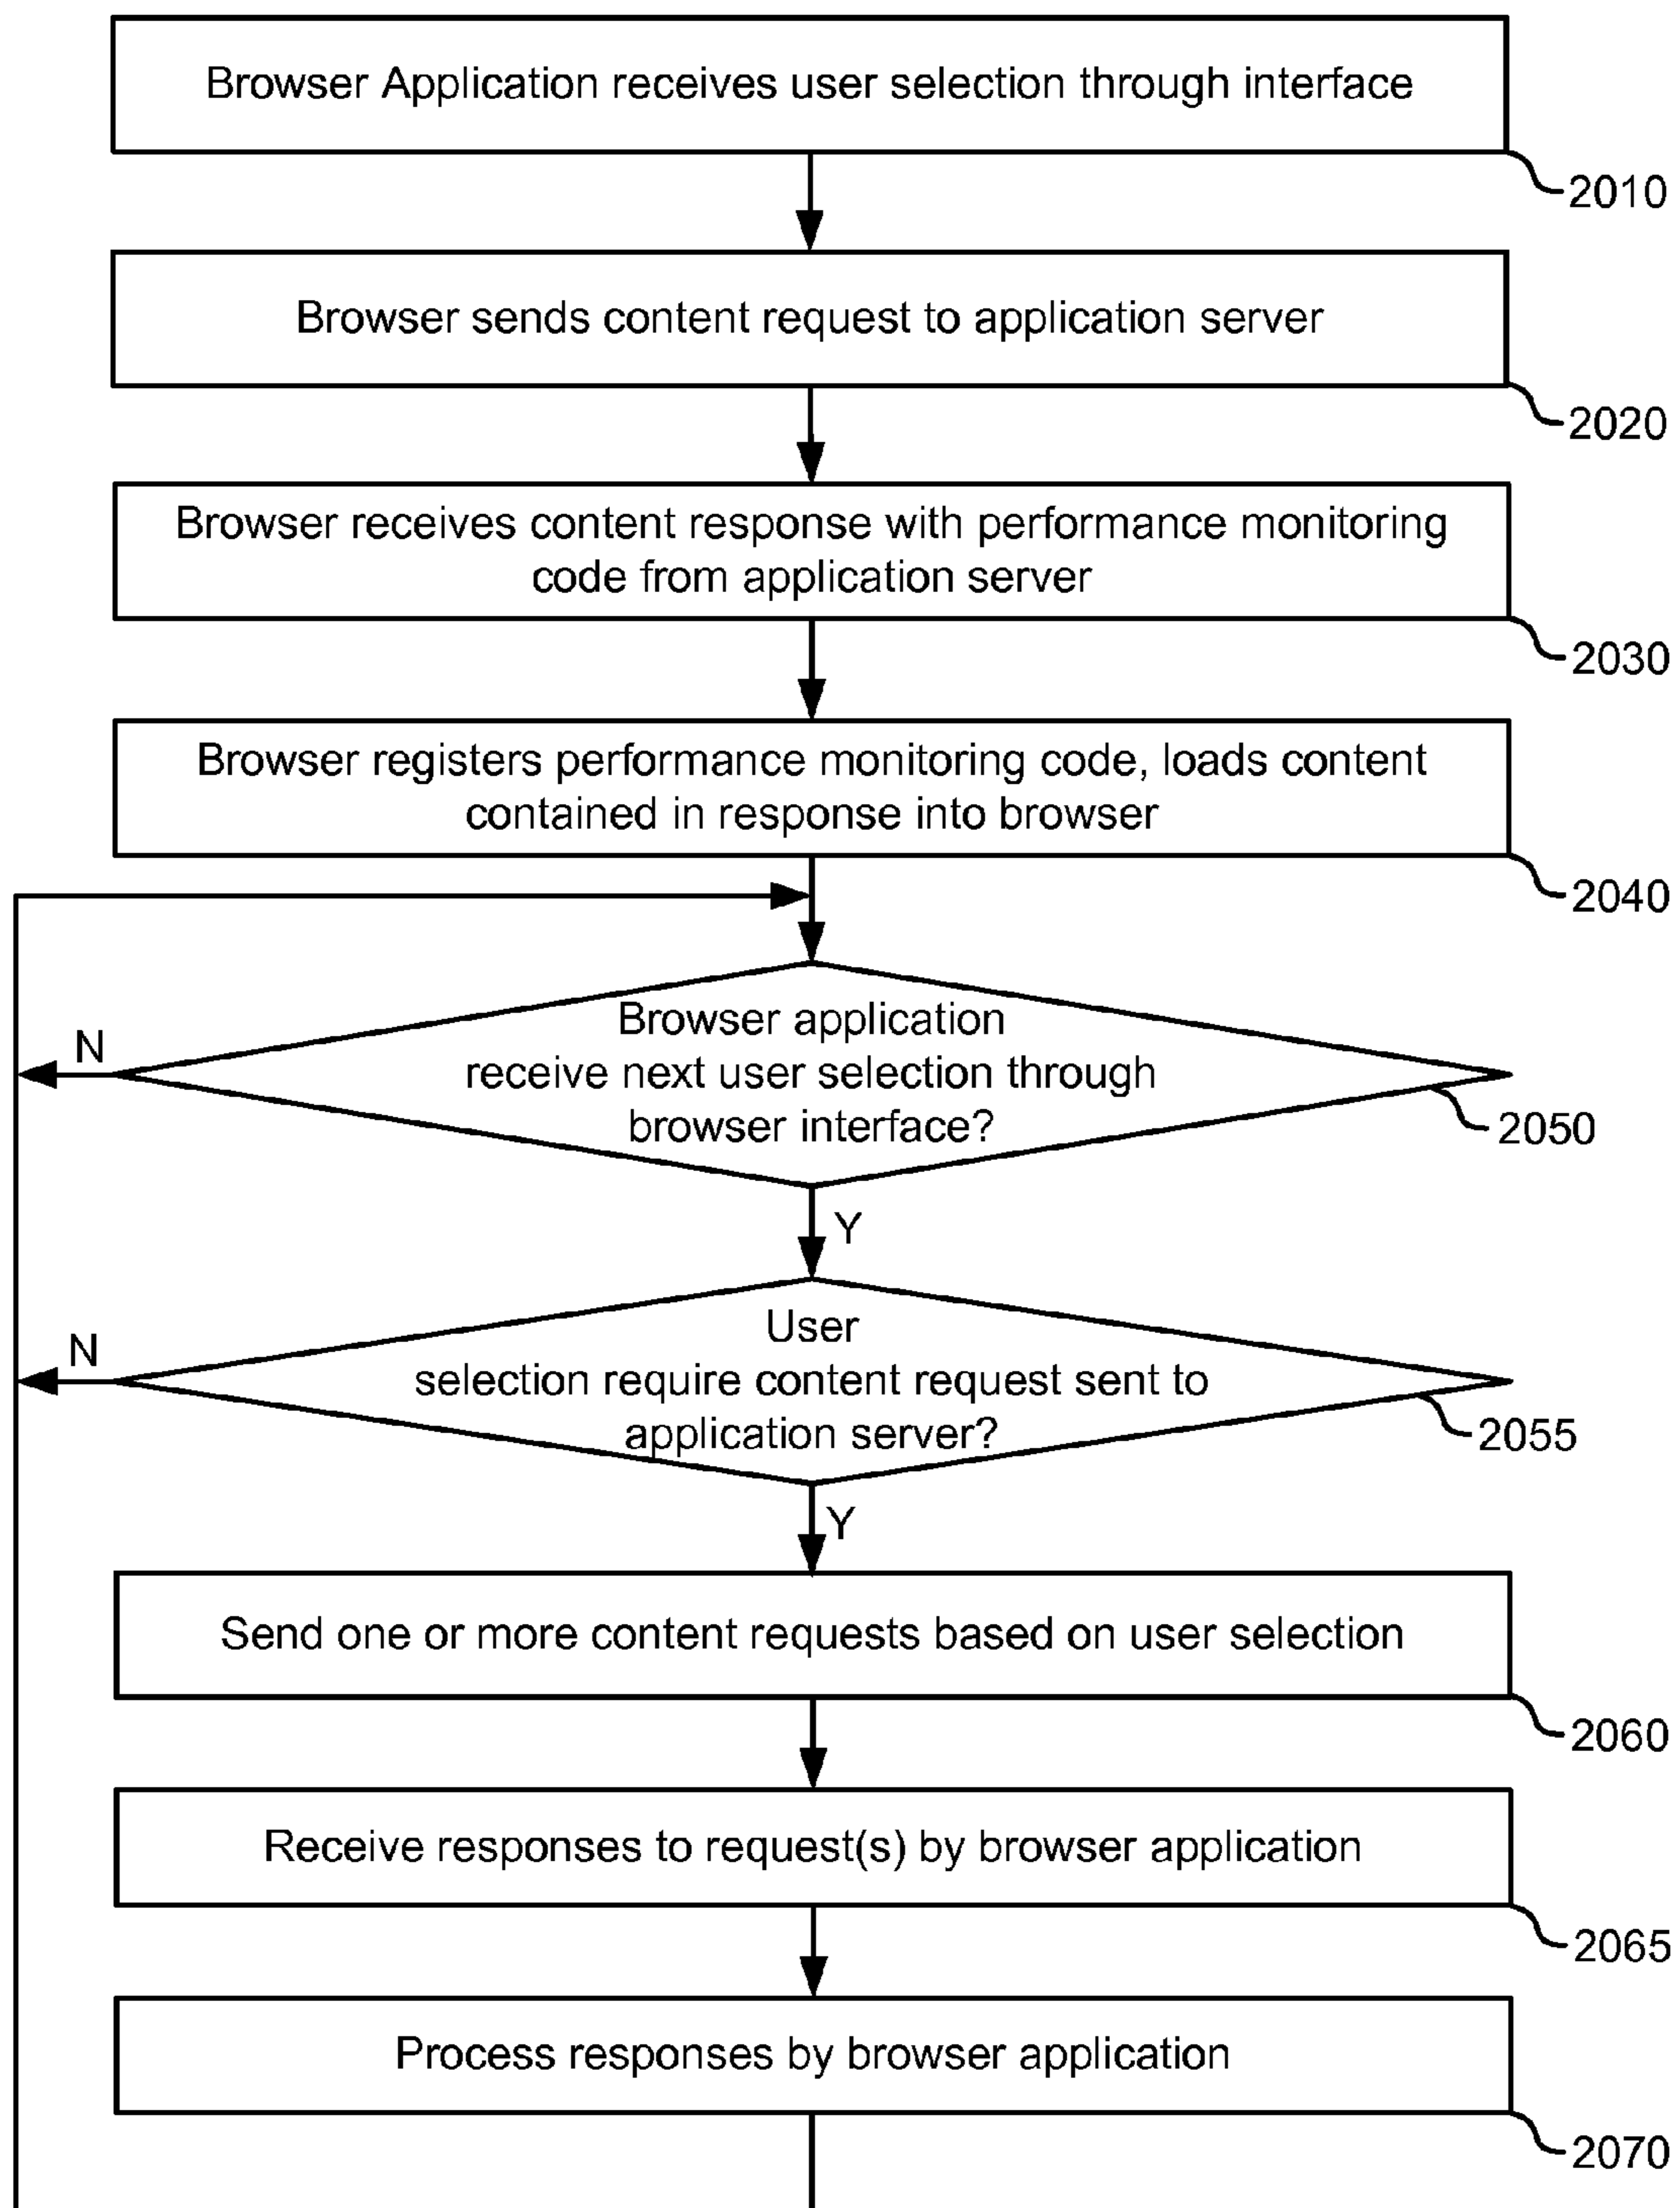 Browser Application receives user selection through interface
2010
Browser sends content request to application server
2020
Browser receives content response with performance monitoring
code from application server
2030
Browser registers performance monitoring code, loads content
contained in response into browser
2040
N
Browser application
receive next user selection through
browser interface?
2050
Y
N
User
selection require content request sent to
application server?
2055
Y
Send one or more content requests based on user selection
2060
Receive responses to request(s) by browser application
2065
Process responses by browser application
2070